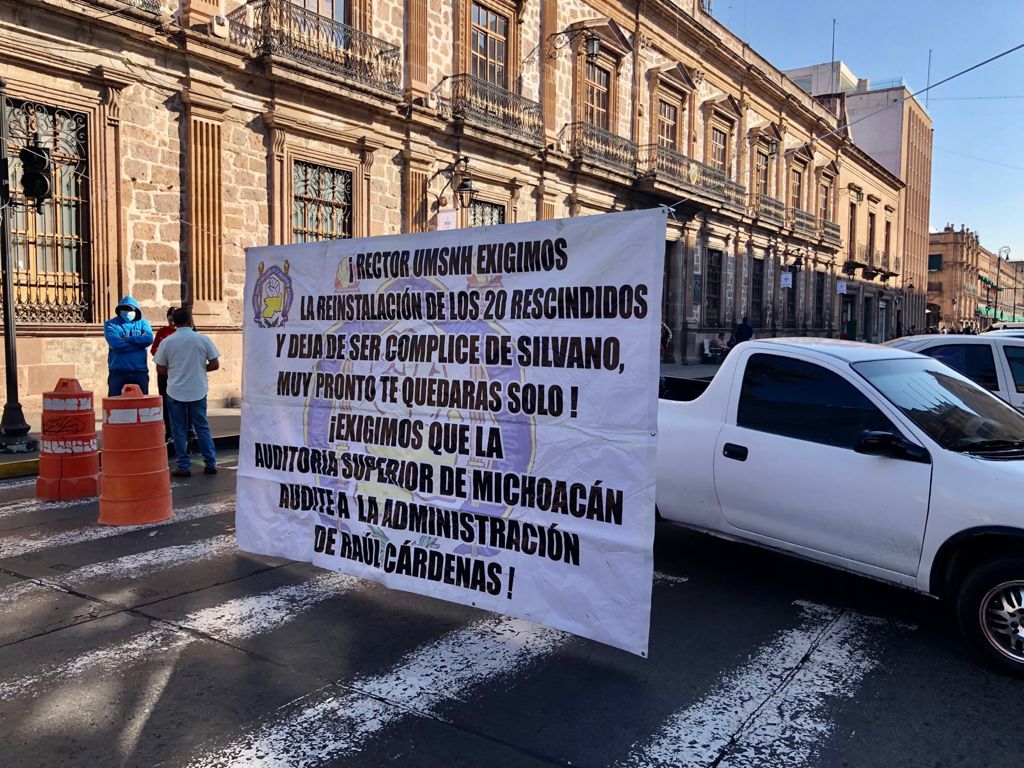 ¡RECTOR UMSNH EXIGIMOS
LA REINSTALACIÓN DE LOS 20 RESCINDIDOS
Y DEJA DE SER COMPLICE DE SILVANO,
MUY PRONTO TE QUEDARAS SOLO !
¡EXIGIMOS QUE LA
AUDITORÍA SUPERIOR DE MICHOACÁN
AUDITE A LA ADMINISTRACIÓN
DE RAÚL CÁRDENAS !